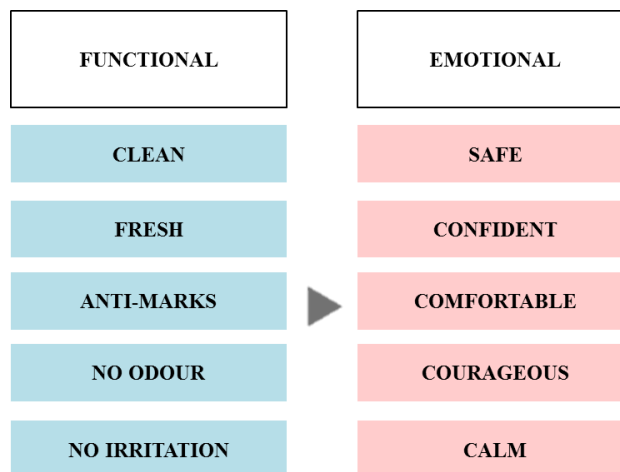 FUNCTIONAL
EMOTIONAL
CLEAN
SAFE
FRESH
CONFIDENT
ANTI-MARKS
COMFORTABLE
NO ODOUR
COURAGEOUS
NO IRRITATION
CALM